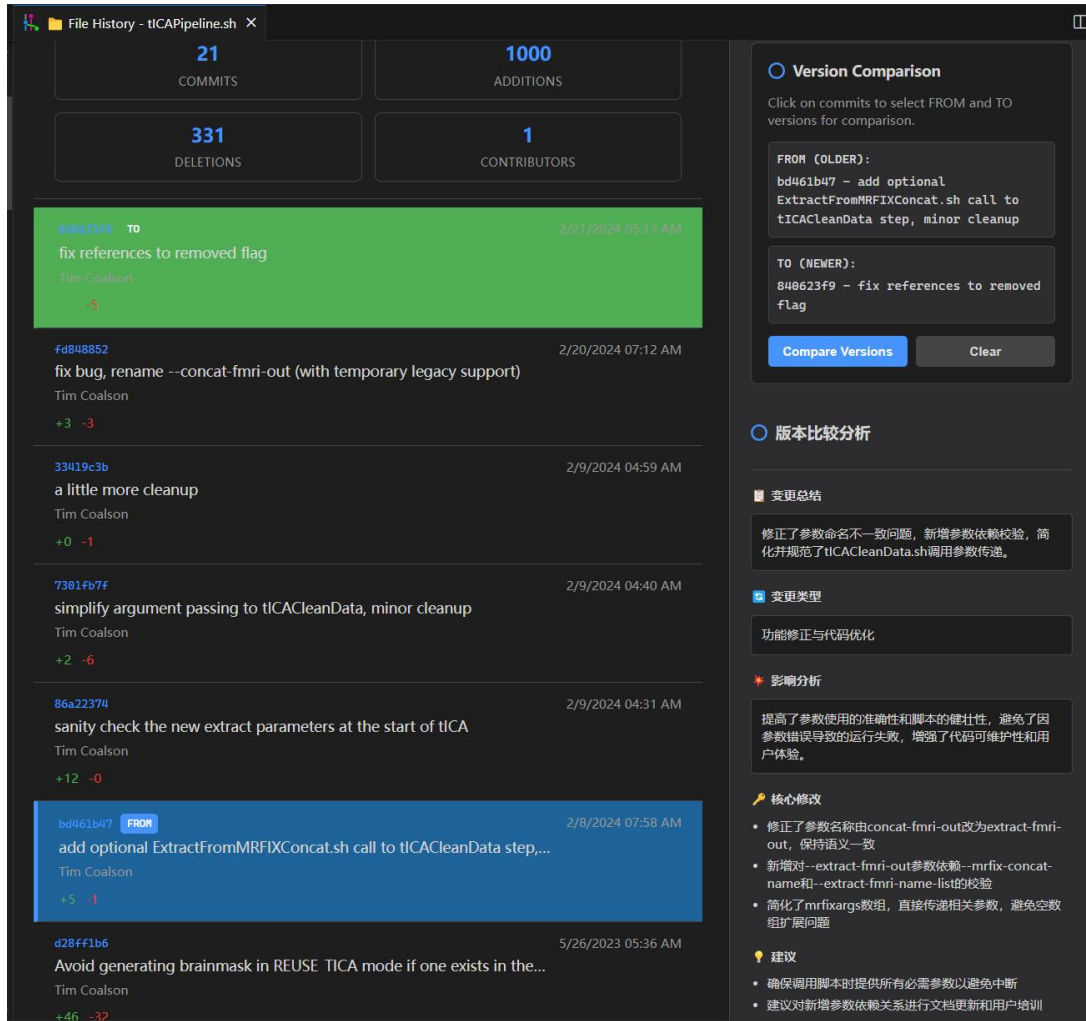 File History - tICAPipeline.sh ×
21
COMMITS
1000
ADDITIONS
331
DELETIONS
1
CONTRIBUTORS
840623f9 TO 2/21/2024 05:13 AM
fix references to removed flag
Tim Coalson
-5
fd848852 2/20/2024 07:12 AM
fix bug, rename --concat-fmri-out (with temporary legacy support)
Tim Coalson
+3 -3
33419c3b 2/9/2024 04:59 AM
a little more cleanup
Tim Coalson
+0 -1
7301fb7f 2/9/2024 04:40 AM
simplify argument passing to tICACleanData, minor cleanup
Tim Coalson
+2 -6
86a22374 2/9/2024 04:31 AM
sanity check the new extract parameters at the start of tICA
Tim Coalson
+12 -0
bd461b47 FROM 2/8/2024 07:58 AM
add optional ExtractFromMRFIXConcat.sh call to tICACleanData step,...
Tim Coalson
+5 -1
d28ff1b6 5/26/2023 05:36 AM
Avoid generating brainmask in REUSE_TICA mode if one exists in the...
Tim Coalson
+46 -32
Version Comparison
Click on commits to select FROM and TO
versions for comparison.
FROM (OLDER):
bd461b47 – add optional
ExtractFromMRFIXConcat.sh call to
tICACleanData step, minor cleanup
TO (NEWER):
840623f9 – fix references to removed
flag
Compare Versions
Clear
版本比较分析
变更总结
修正了参数命名不一致问题，新增参数依赖校验，简
化并规范了tICACleanData.sh调用参数传递。
变更类型
功能修正与代码优化
影响分析
提高了参数使用的准确性和脚本的健壮性，避免了因
参数错误导致的运行失败，增强了代码可维护性和用
户体验。
核心修改
• 修正了参数名称由concat-fmri-out改为extract-fmri-
out，保持语义一致
• 新增对--extract-fmri-out参数依赖--mrfix-concat-
name和--extract-fmri-name-list的校验
• 简化了mrfixargs数组，直接传递相关参数，避免空数
组扩展问题
建议
• 确保调用脚本时提供所有必需参数以避免中断
• 建议对新增参数依赖关系进行文档更新和用户培训